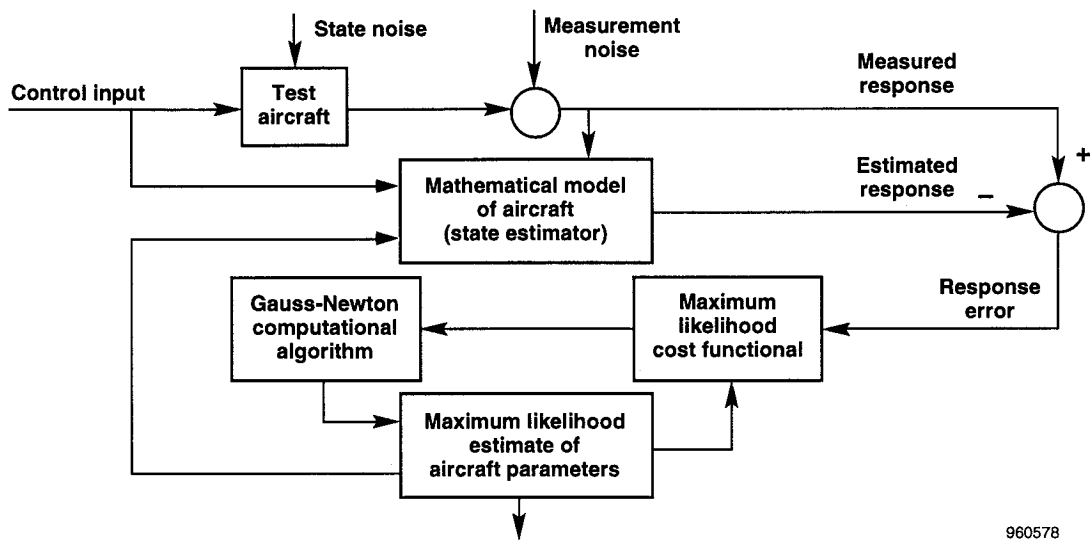 State noise
Measurement
noise
Control input
Test
aircraft
Measured
response
+
Mathematical model
of aircraft
(state estimator)
Estimated
response
−
Gauss-Newton
computational
algorithm
Maximum
likelihood
cost functional
Response
error
Maximum likelihood
estimate of
aircraft parameters
960578